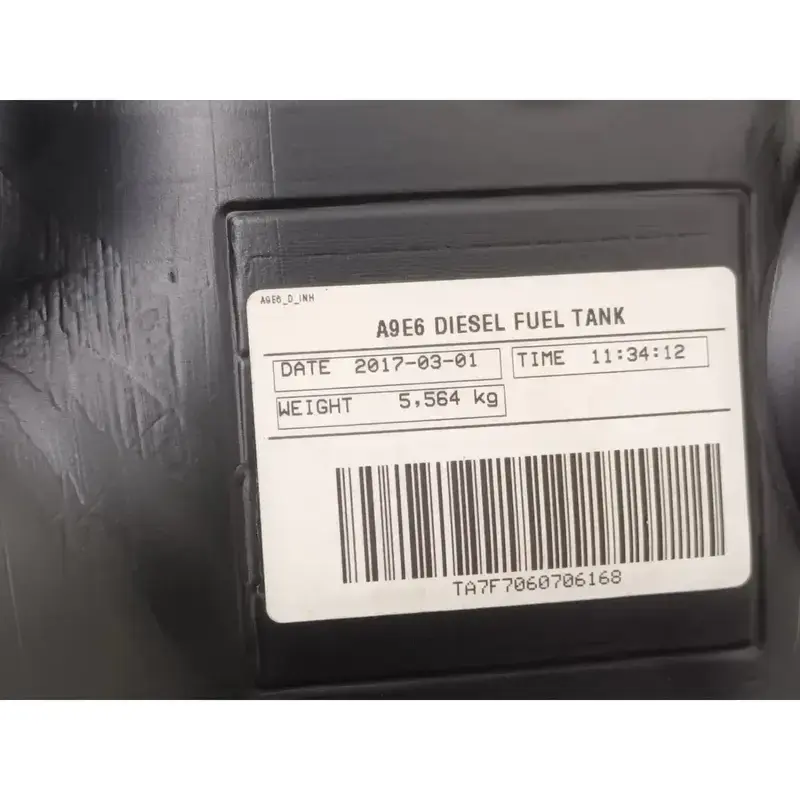 A9E6_D_INH
A9E6 DIESEL FUEL TANK
DATE 2017-03-01 TIME 11:34:12
WEIGHT 5,564 kg
TA7F7060706168